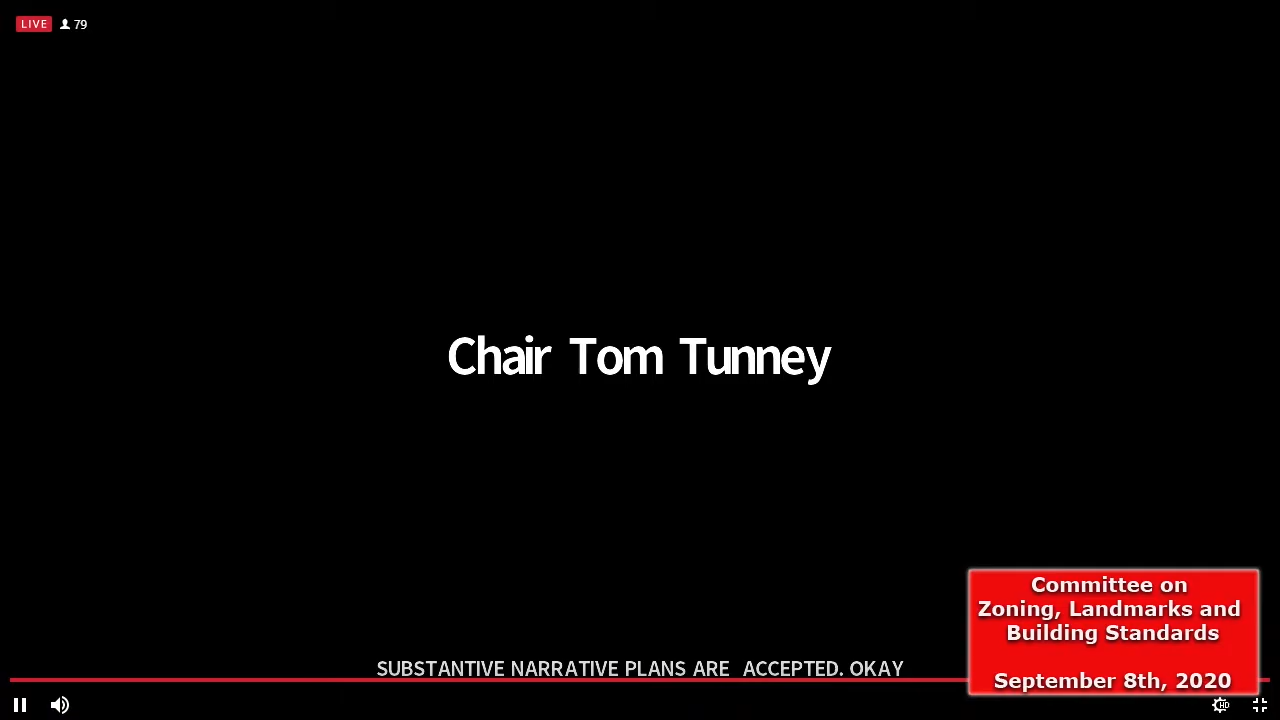 LIVE 79
Chair Tom Tunney
Committee on
Zoning, Landmarks and
Building Standards
September 8th, 2020
SUBSTANTIVE NARRATIVE PLANS ARE ACCEPTED. OKAY
HD